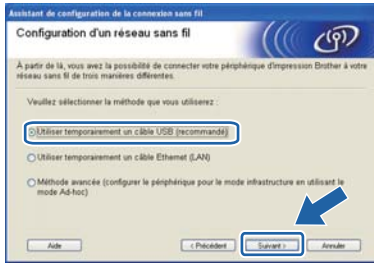 Assistant de configuration de la connexion sans fil
Configuration d'un réseau sans fil
À partir de là, vous avez la possibilité de connecter votre périphérique d'impression Brother à votre
réseau sans fil de trois manières différentes.
Veuillez sélectionner la méthode que vous utiliserez :
Utiliser temporairement un câble USB (recommandé)
Utiliser temporairement un câble Ethernet (LAN)
Méthode avancée (configurer le périphérique pour le mode infrastructure en utilisant le
mode Ad-hoc)
Aide
< Précédent
Suivant >
Annuler